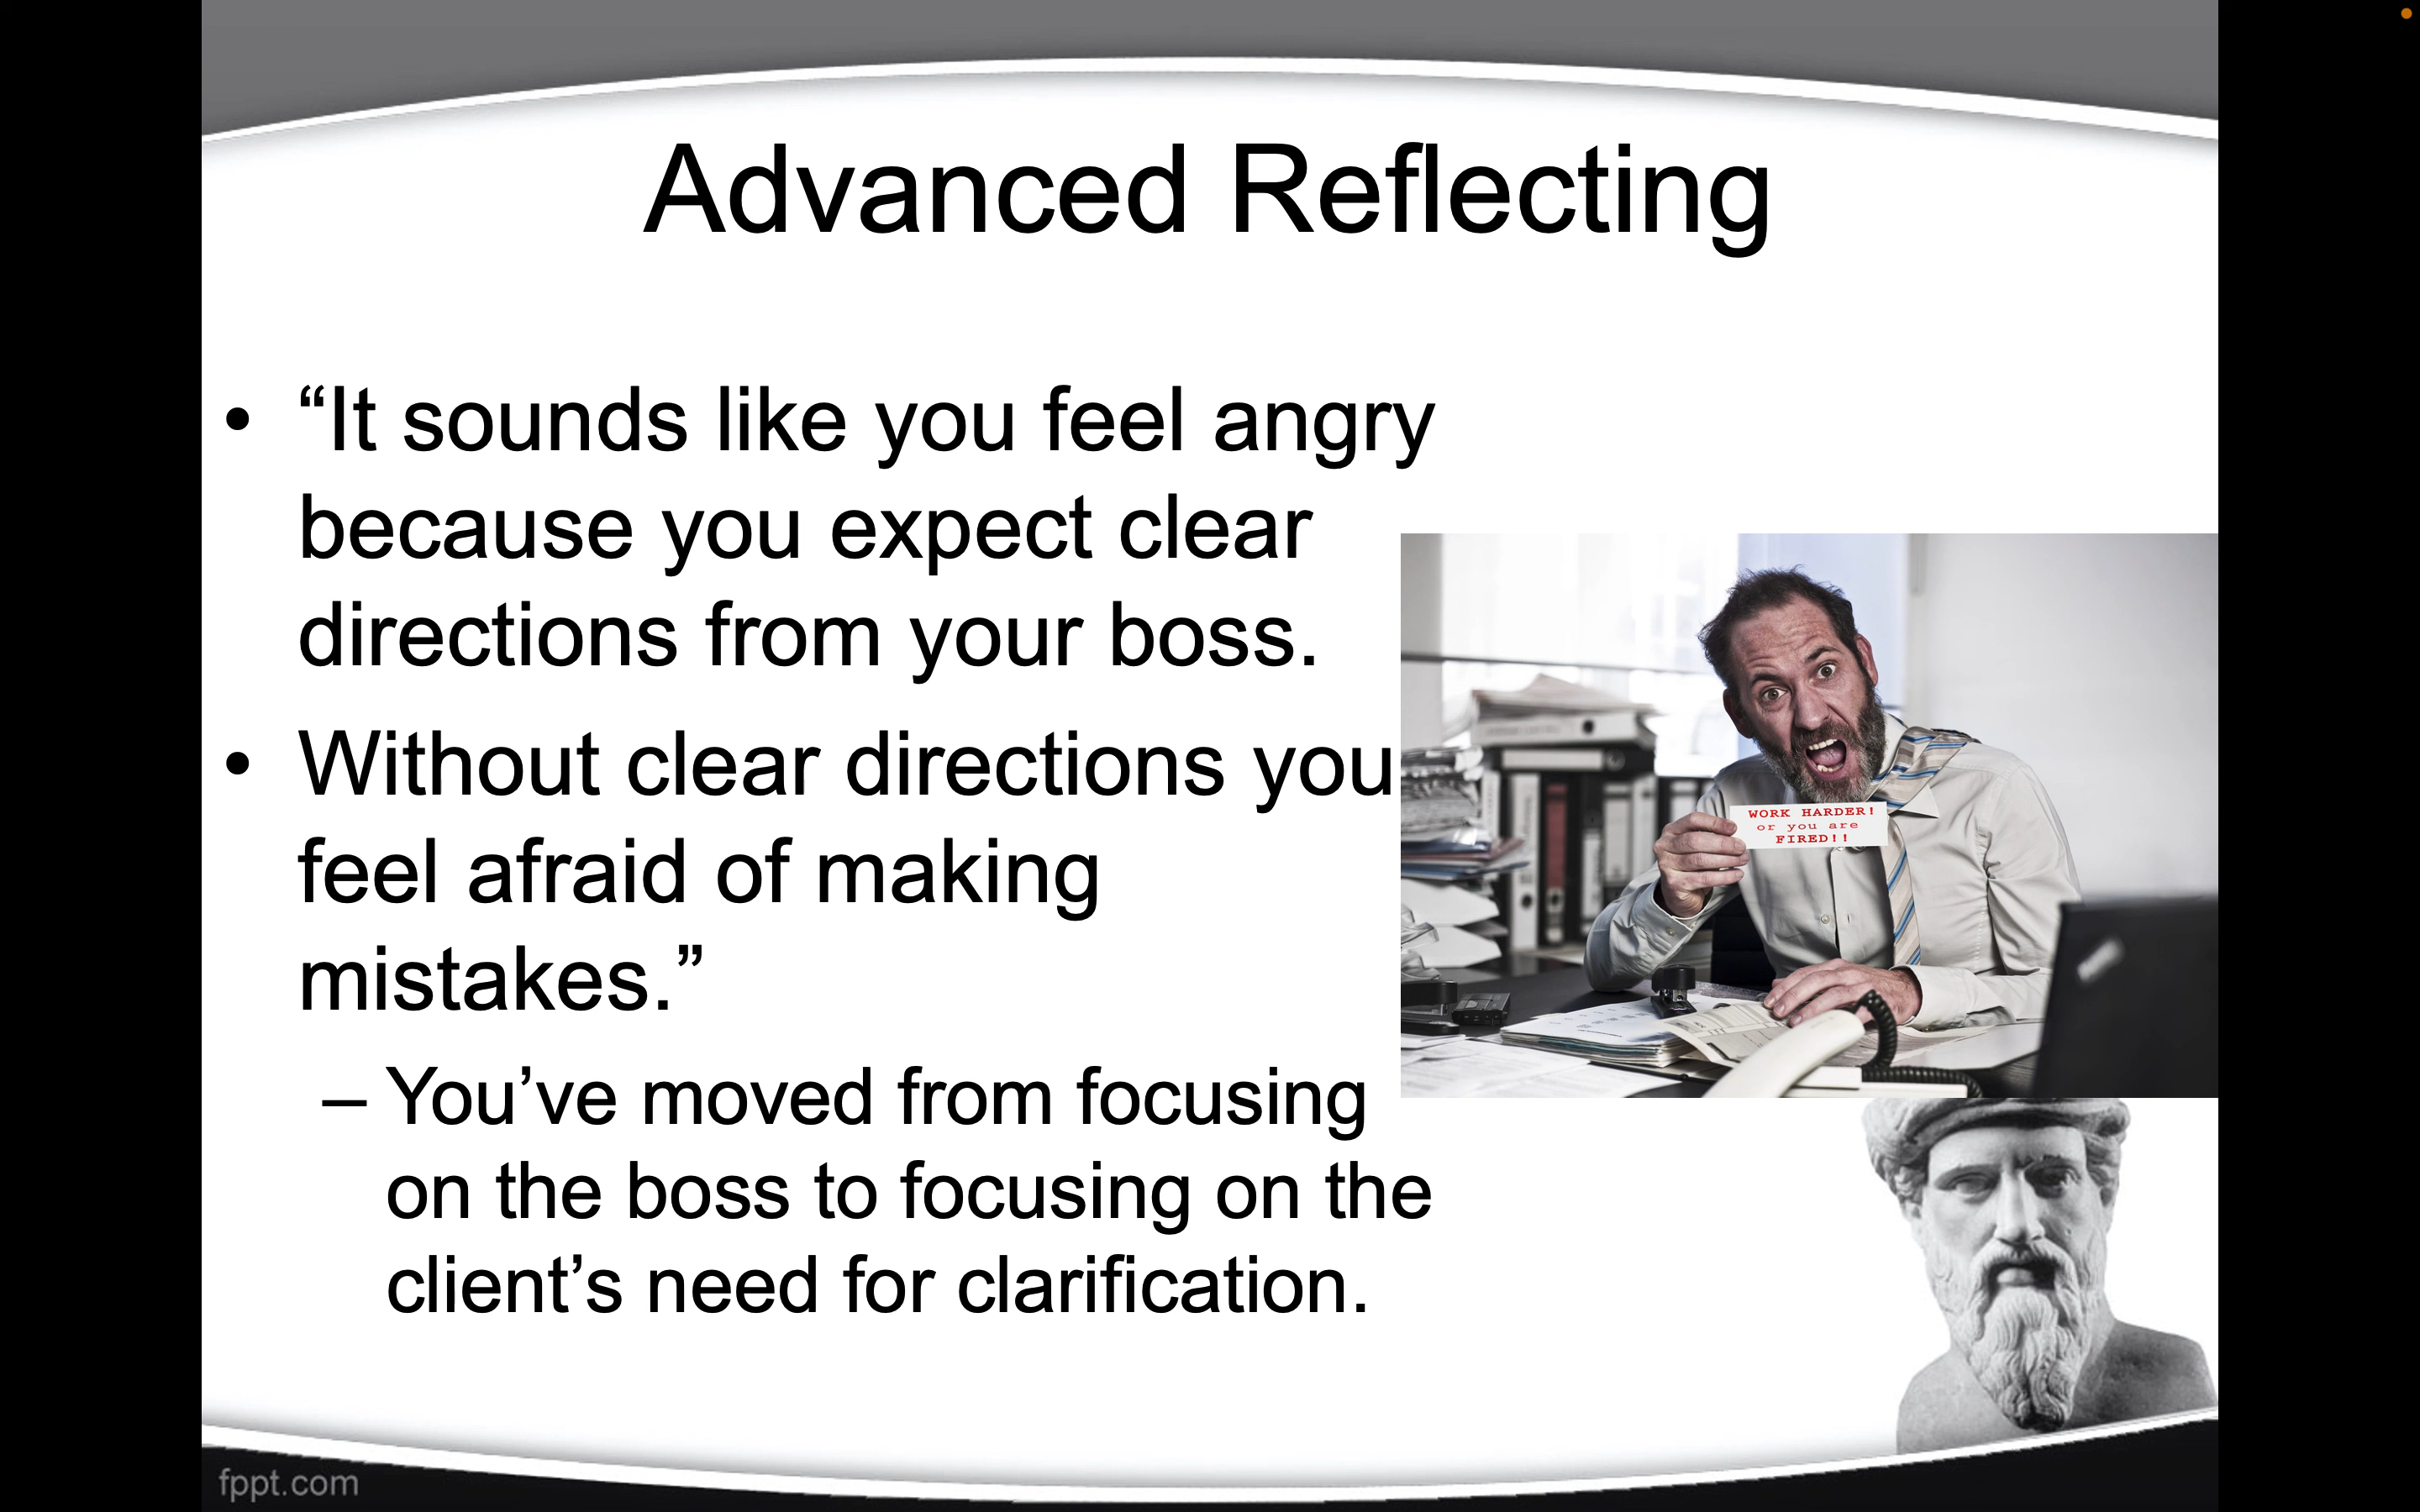 Advanced Reflecting
• “It sounds like you feel angry
because you expect clear
directions from your boss.
• Without clear directions you
feel afraid of making
mistakes.”
– You’ve moved from focusing
on the boss to focusing on the
client’s need for clarification.
WORK HARDER!
or you are
FIRED!!
fppt.com